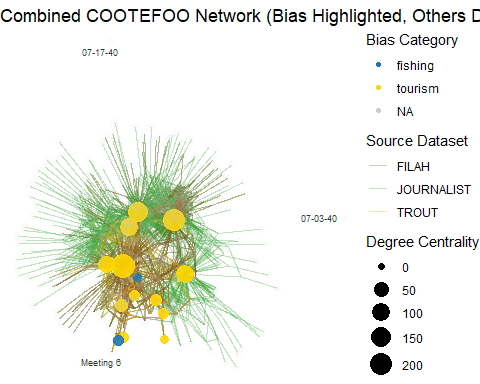 Combined COOTEFOO Network (Bias Highlighted, Others D
07-17-40
07-03-40
Meeting 6
Bias Category
fishing
tourism
NA
Source Dataset
FILAH
JOURNALIST
TROUT
Degree Centrality
0
50
100
150
200